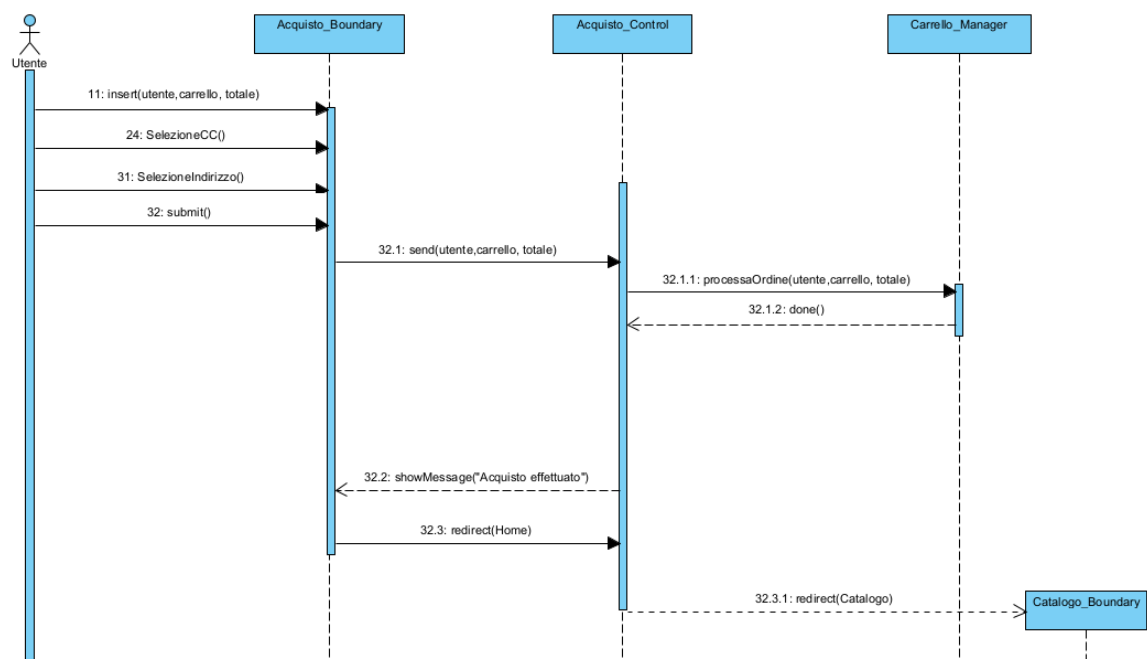 Acquisto_Boundary
Acquisto_Control
Carrello_Manager
Utente
11: insert(utente,carrello, totale)
24: SelezioneCC()
31: SelezioneIndirizzo()
32: submit()
32.1: send(utente,carrello, totale)
32.1.1: processaOrdine(utente,carrello, totale)
32.1.2: done()
32.2: showMessage("Acquisto effettuato")
32.3: redirect(Home)
32.3.1: redirect(Catalogo)
Catalogo_Boundary